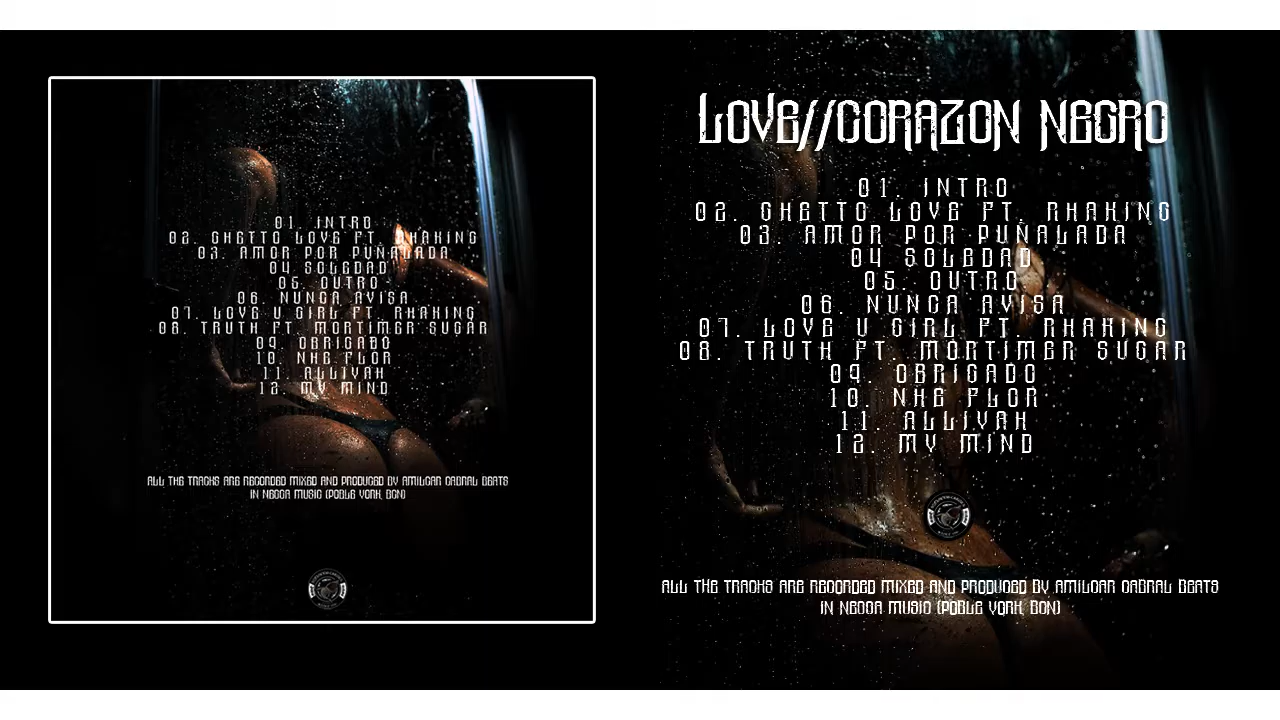 01. INTRO
02. GHETTO LOVE FT. RHAKING
03. AMOR POR PUÑALADA
04 SOLEDAD
05. OUTRO
06. NUNCA AVISA
07. LOVE U GIRL FT. RHAKING
08. TRUTH FT. MORTIMER SUGAR
09. OBRIGADO
10. NHE FLOR
11. ALLIYAH
12. MY MIND
ALL THE TRACKS ARE RECORDED MIXED AND PRODUCED BY AMILCAR CABRAL BEATS
IN NEGGA MUSIC (POBLE YORK, BCN)
LOVE//CORAZON NEGRO
01. INTRO
02. GHETTO LOVE FT. RHAKING
03. AMOR POR PUÑALADA
04 SOLEDAD
05. OUTRO
06. NUNCA AVISA
07. LOVE U GIRL FT. RHAKING
08. TRUTH FT. MORTIMER SUGAR
09. OBRIGADO
10. NHE FLOR
11. ALLIYAH
12. MY MIND
ALL THE TRACKS ARE RECORDED MIXED AND PRODUCED BY AMILCAR CABRAL BEATS
IN NEGGA MUSIC (POBLE YORK, BCN)